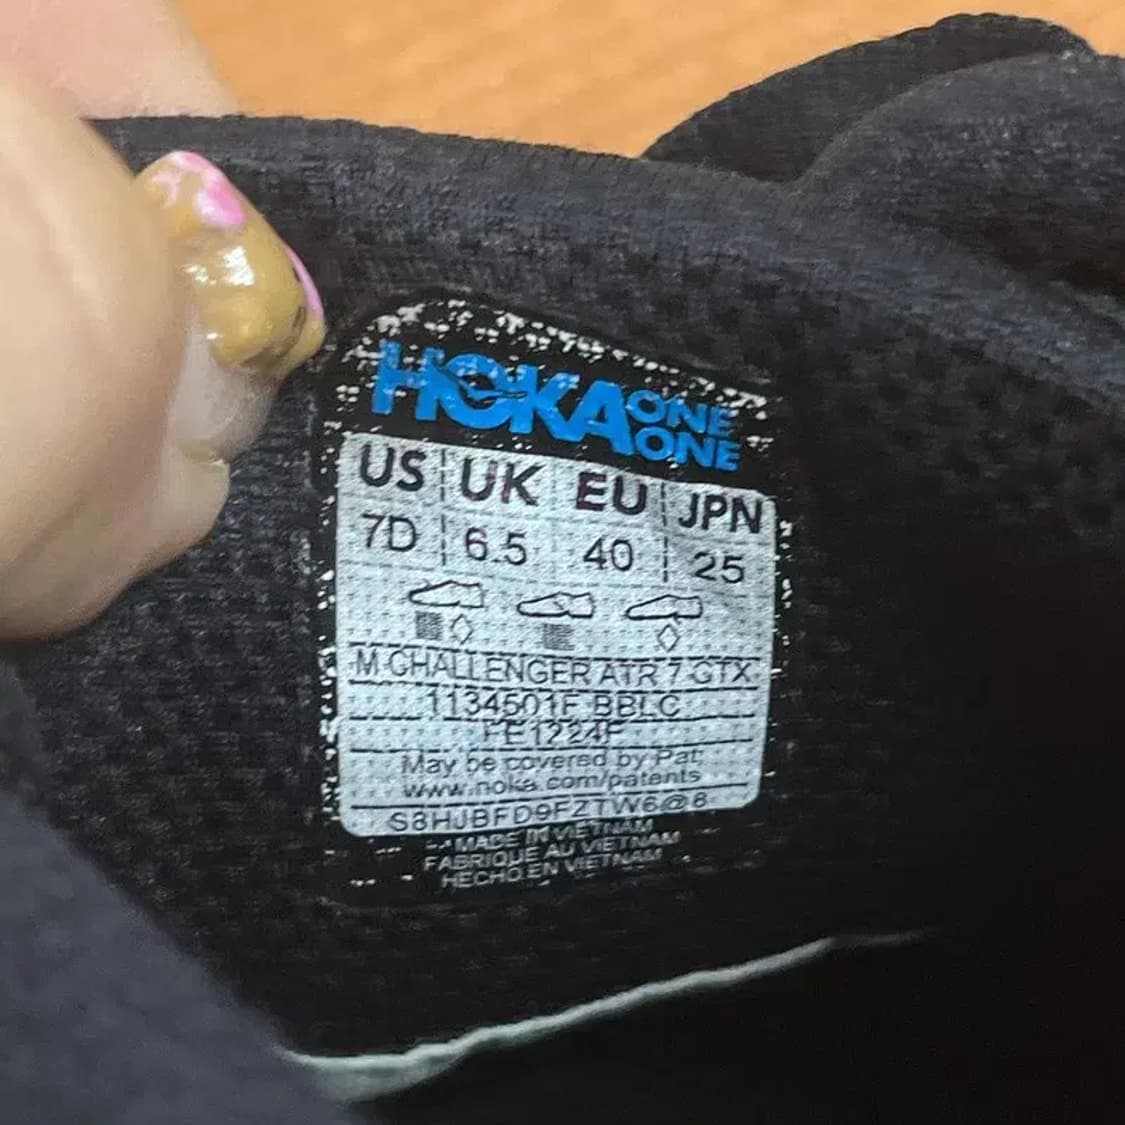 HOKA ONE ONE
US UK EU JPN
7D 6.5 40 25
M CHALLENGER ATR 7 GTX
1134501F BBLC
FE1224F
May be covered by Pat.
www.hoka.com/patents
S3HJBFD9FZTW6@8
MADE IN VIETNAM
FABRIQUE AU VIETNAM
HECHO EN VIETNAM